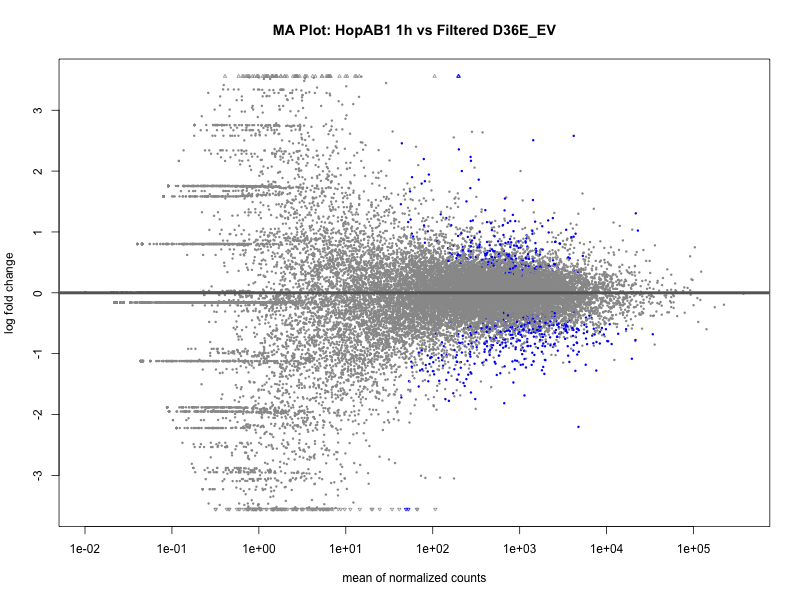 MA Plot: HopAB1 1h vs Filtered D36E_EV
log fold change
3
2
1
0
-1
-2
-3
1e-02 1e-01 1e+00 1e+01 1e+02 1e+03 1e+04 1e+05
mean of normalized counts